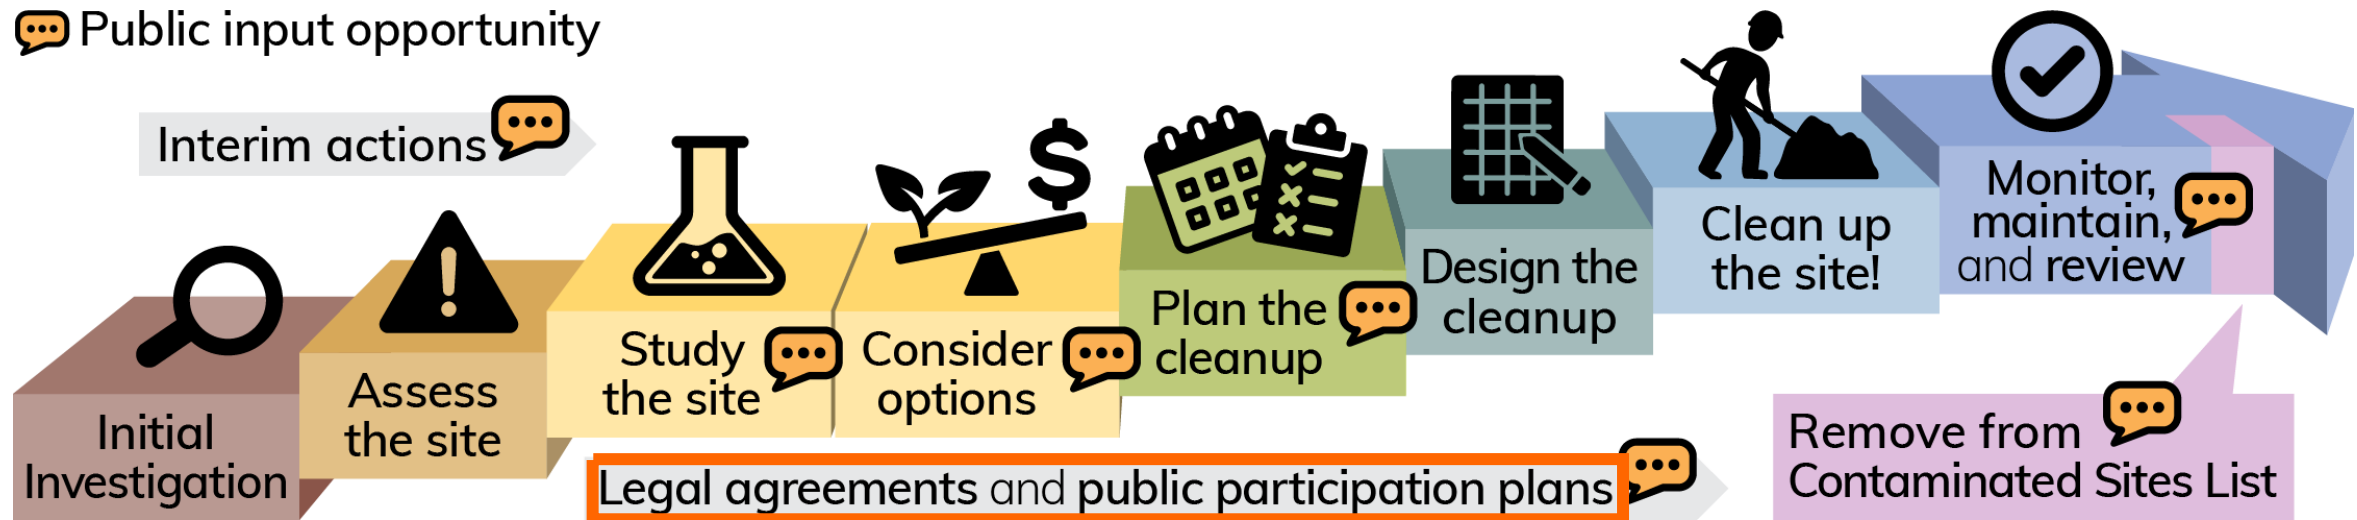 Public input opportunity
Interim actions
Initial
Investigation
Assess
the site
Study
the site
Consider
options
Plan the
cleanup
Design the
cleanup
Clean up
the site!
Monitor,
maintain,
and review
Legal agreements and public participation plans
Remove from
Contaminated Sites List